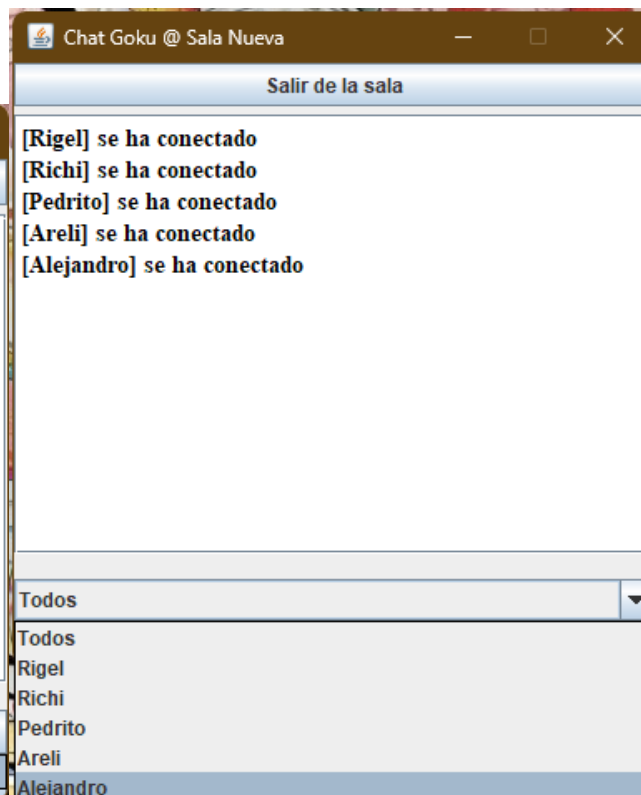 Chat Goku @ Sala Nueva
Salir de la sala
[Rigel] se ha conectado
[Richi] se ha conectado
[Pedrito] se ha conectado
[Areli] se ha conectado
[Alejandro] se ha conectado
Todos
Todos
Rigel
Richi
Pedrito
Areli
Alejandro